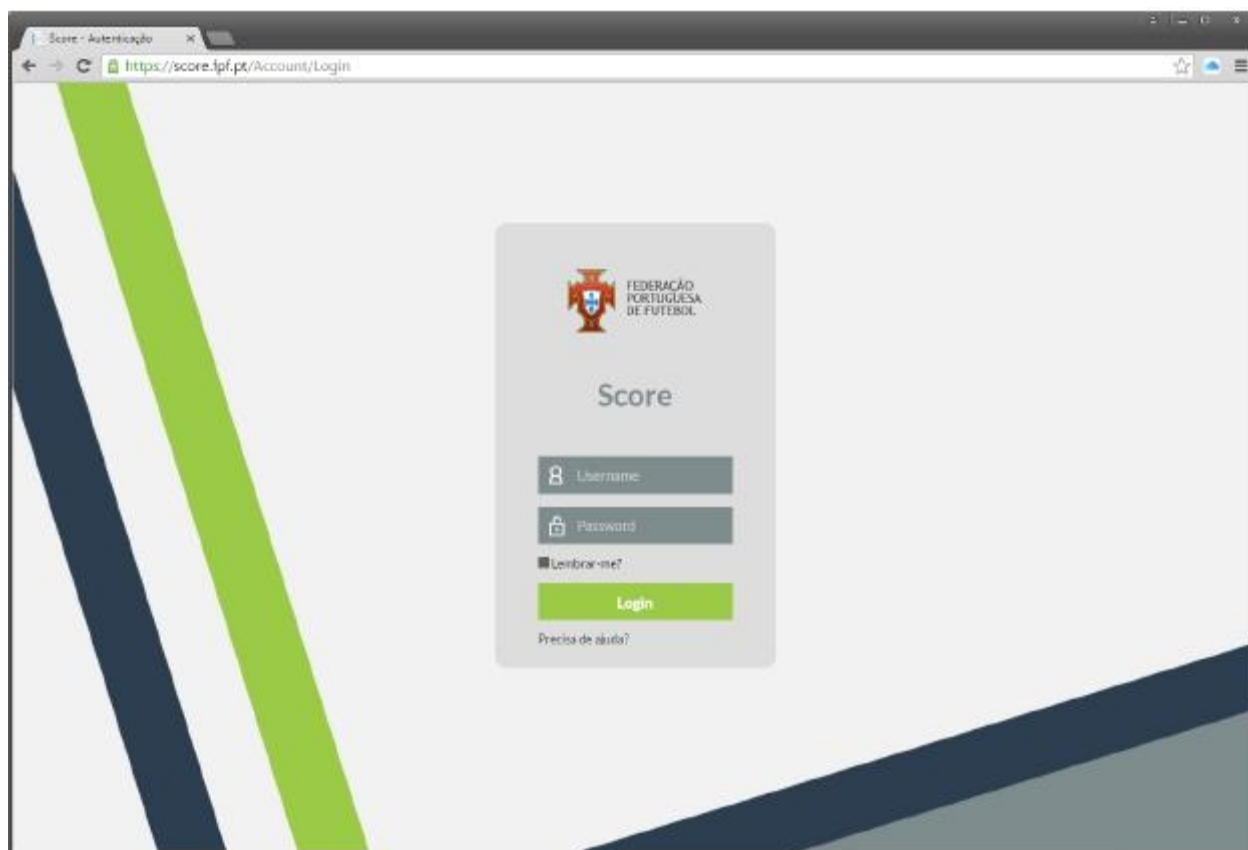 Score - Autenticação
https://score.fpf.pt/Account/Login
FEDERAÇÃO
PORTUGUESA
DE FUTEBOL
Score
Username
Password
Lembrar-me?
Login
Precisa de ajuda?